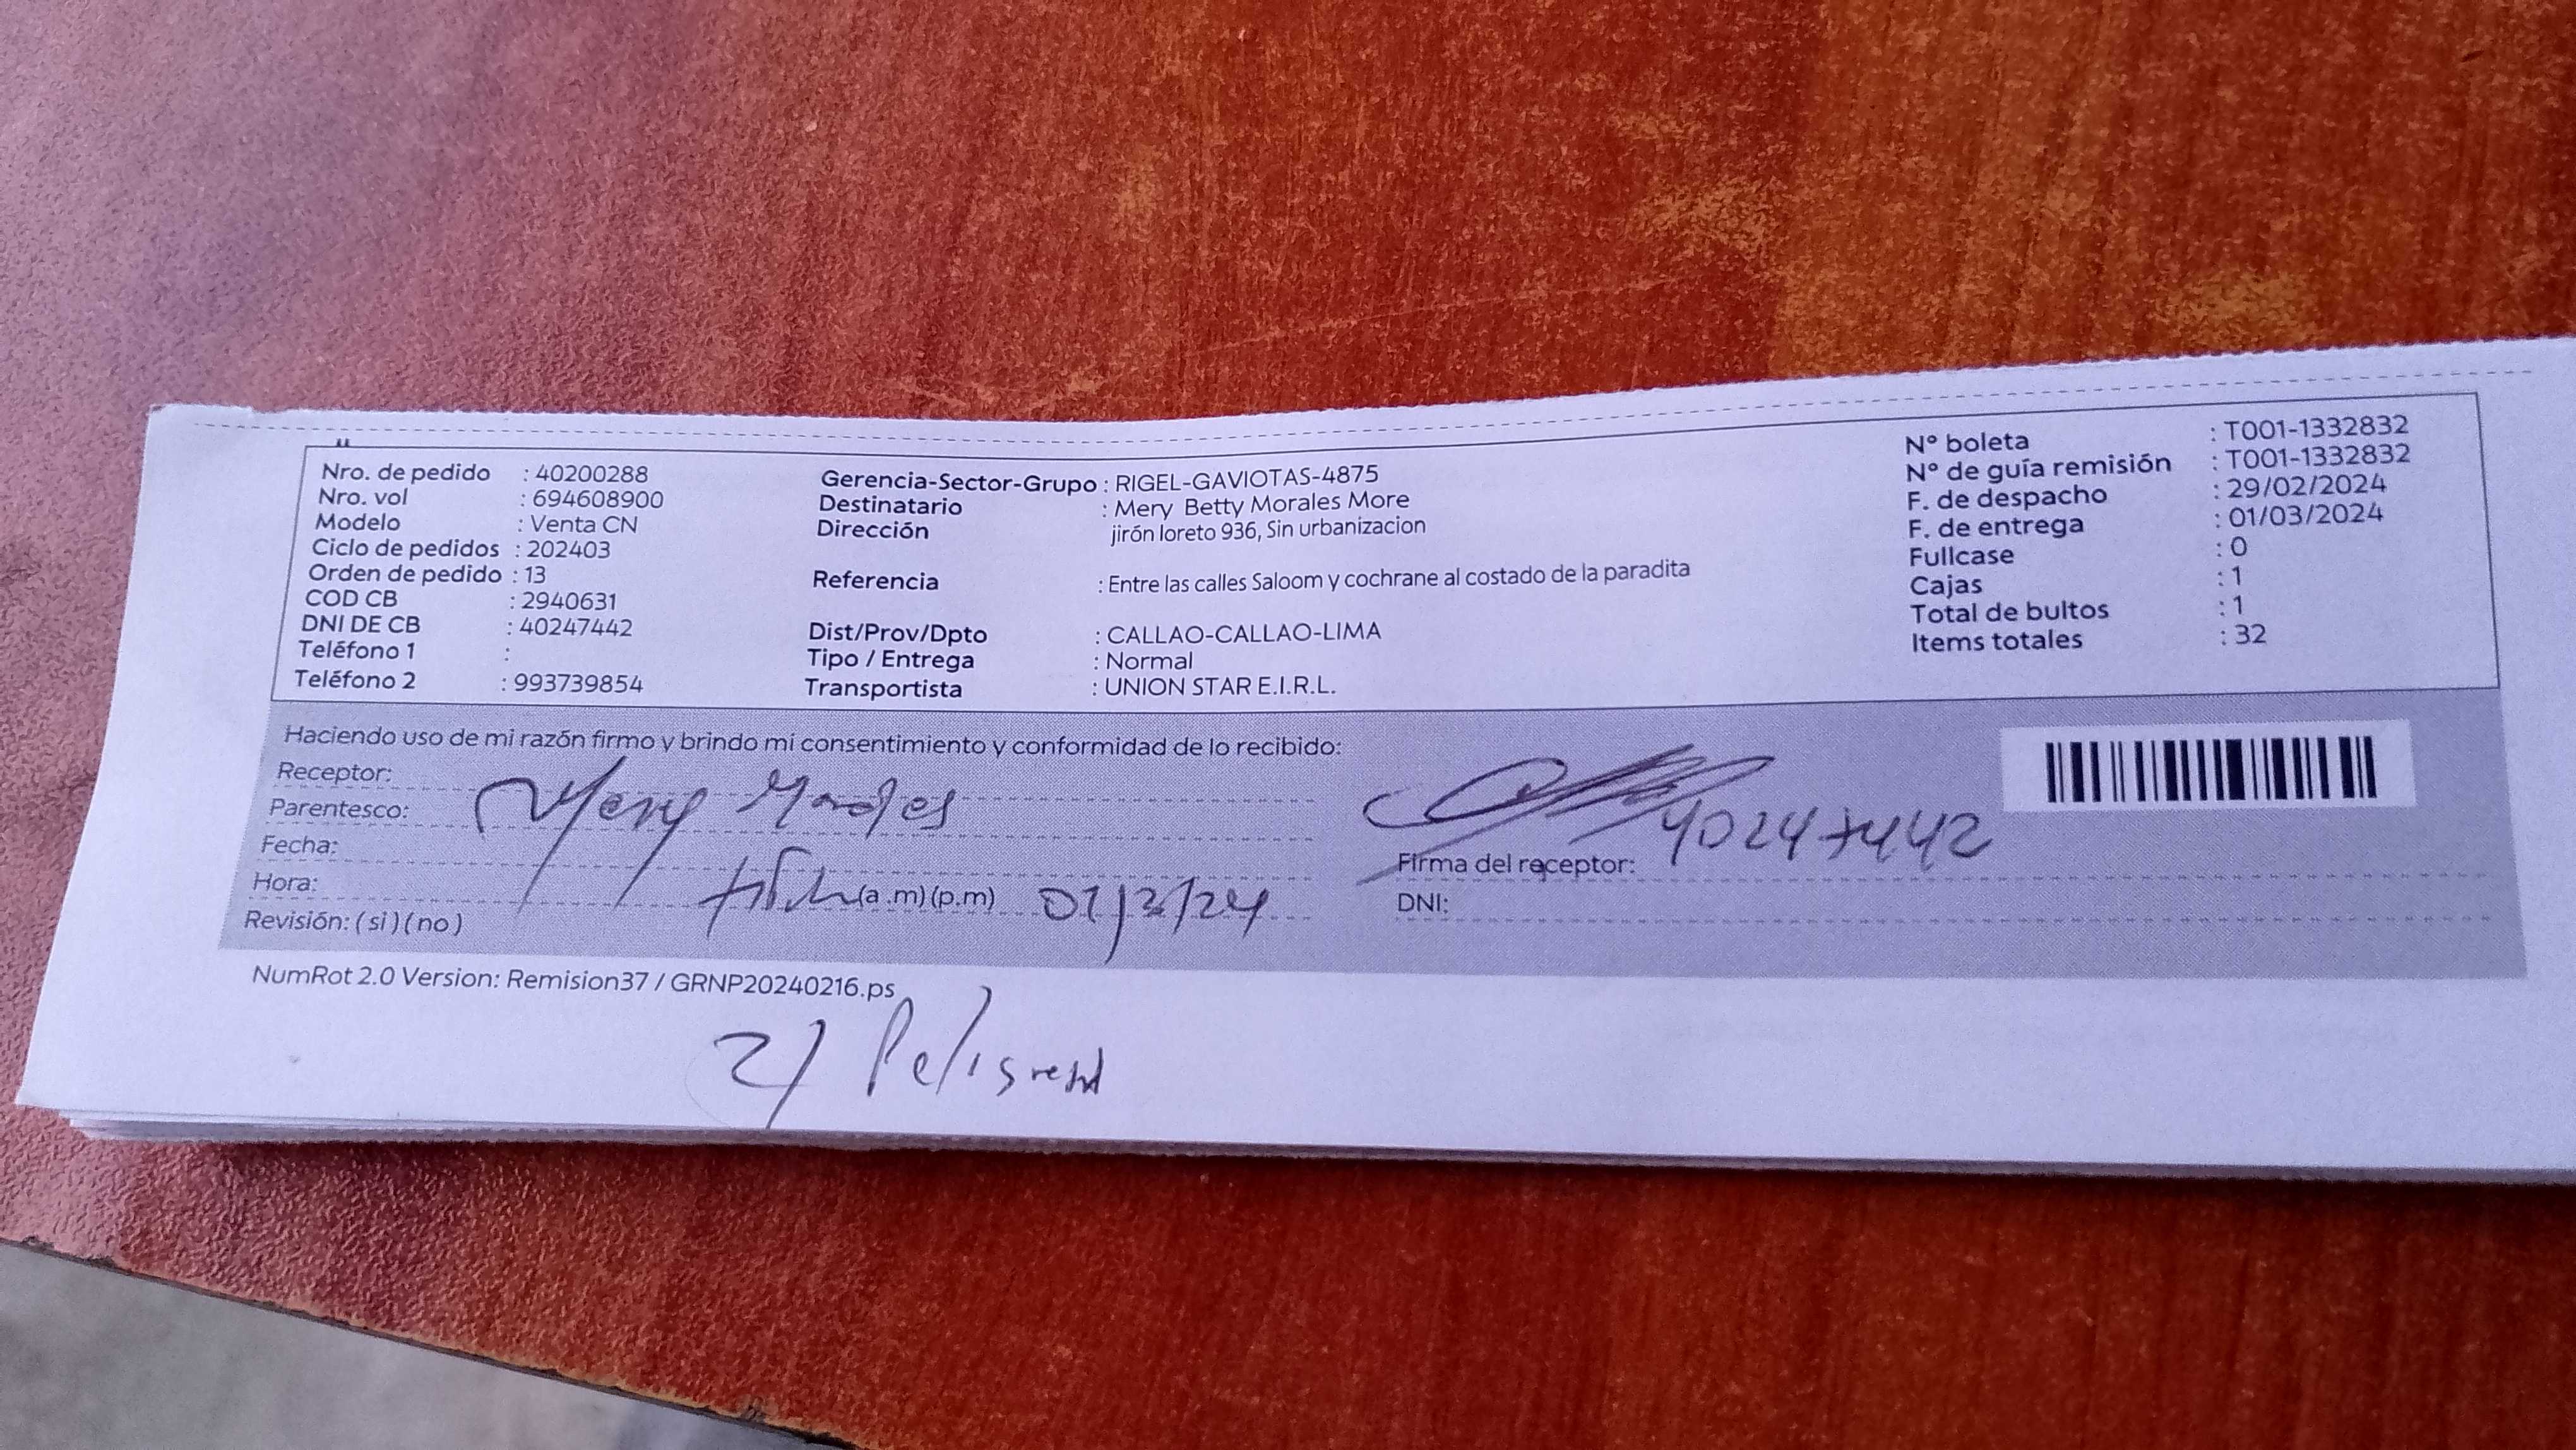 Nro. de pedido : 40200288
Nro. vol : 694608900
Modelo : Venta CN
Ciclo de pedidos : 202403
Orden de pedido : 13
COD CB : 2940631
DNI DE CB : 40247442
Teléfono 1 :
Teléfono 2 : 993739854
Gerencia-Sector-Grupo : RIGEL-GAVIOTAS-4875
Destinatario : Mery Betty Morales More
Dirección jirón loreto 936, Sin urbanizacion
Referencia : Entre las calles Saloom y cochrane al costado de la paradita
Dist/Prov/Dpto : CALLAO-CALLAO-LIMA
Tipo / Entrega : Normal
Transportista : UNION STAR E.I.R.L.
N° boleta : T001-1332832
N° de guía remisión : T001-1332832
F. de despacho : 29/02/2024
F. de entrega : 01/03/2024
Fullcase : 0
Cajas : 1
Total de bultos : 1
Items totales : 32
Haciendo uso de mi razón firmo y brindo mi consentimiento y conformidad de lo recibido:
Receptor:
Parentesco: Mery Morales
Fecha:
Hora: (a .m) (p.m) 01/3/24
Revisión: ( si ) ( no )
40247442
Firma del receptor:
DNI:
NumRot 2.0 Version: Remision37 / GRNP20240216.ps